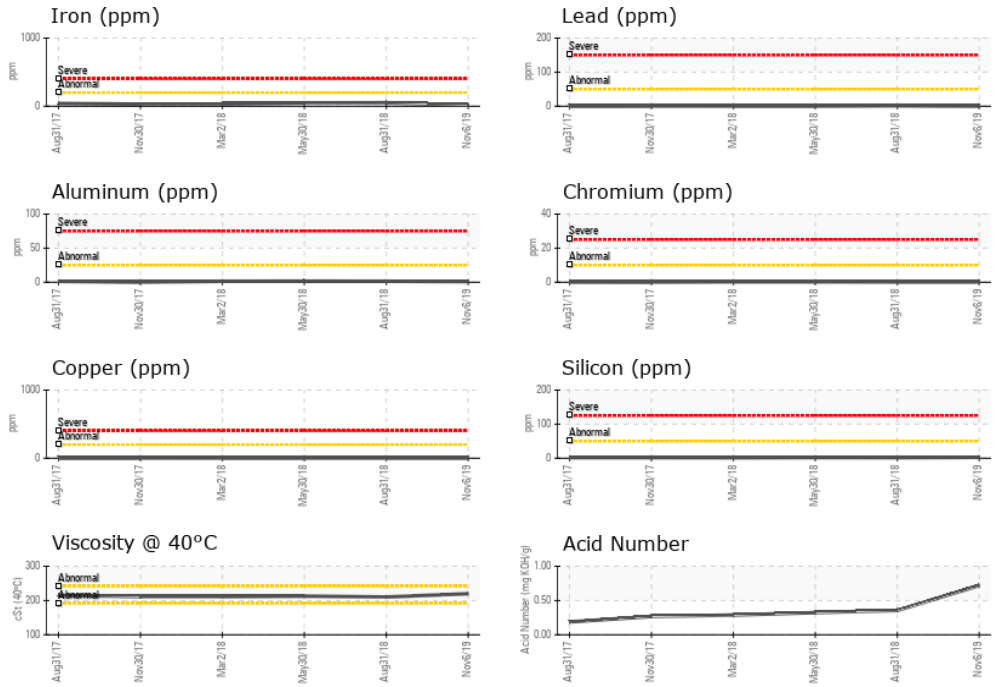 Iron (ppm)
1000
ppm
Severe
Abnormal
0
Aug31/17
Nov30/17
Mar2/18
May30/18
Aug31/18
Nov6/19
Lead (ppm)
200
Severe
ppm
100
Abnormal
0
Aug31/17
Nov30/17
Mar2/18
May30/18
Aug31/18
Nov6/19
Aluminum (ppm)
100
Severe
ppm
50
Abnormal
0
Aug31/17
Nov30/17
Mar2/18
May30/18
Aug31/18
Nov6/19
Chromium (ppm)
40
Severe
ppm
20
Abnormal
0
Aug31/17
Nov30/17
Mar2/18
May30/18
Aug31/18
Nov6/19
Copper (ppm)
1000
ppm
Severe
Abnormal
0
Aug31/17
Nov30/17
Mar2/18
May30/18
Aug31/18
Nov6/19
Silicon (ppm)
200
Severe
ppm
100
Abnormal
0
Aug31/17
Nov30/17
Mar2/18
May30/18
Aug31/18
Nov6/19
Viscosity @ 40°C
300
Abnormal
cSt (40°C)
200
Abnormal
100
Aug31/17
Nov30/17
Mar2/18
May30/18
Aug31/18
Nov6/19
Acid Number
Acid Number (mg KOH/g)
1.00
0.50
0.00
Aug31/17
Nov30/17
Mar2/18
May30/18
Aug31/18
Nov6/19